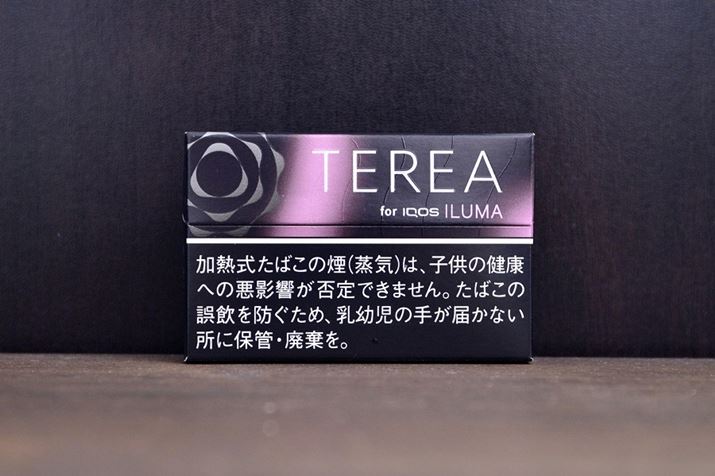 TEREA
for IQOS ILUMA
加熱式たばこの煙(蒸気)は、子供の健康
への悪影響が否定できません。たばこの
誤飲を防ぐため、乳幼児の手が届かない
所に保管・廃棄を。